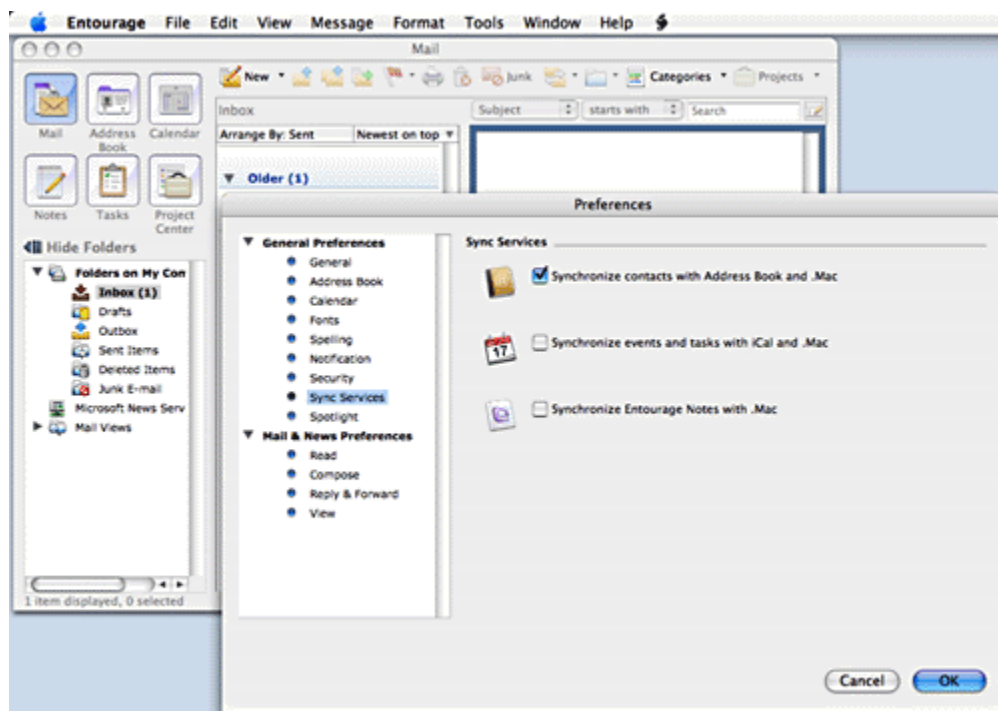 Entourage File Edit View Message Format Tools Window Help
Mail
New Junk Categories Projects
Mail Address Book Calendar
Notes Tasks Project Center
Inbox
Subject starts with Search
Arrange By: Sent Newest on top
Older (1)
Hide Folders
Folders on My Con
Inbox (1)
Drafts
Outbox
Sent Items
Deleted Items
Junk E-mail
Microsoft News Serv
Mail Views
1 item displayed, 0 selected
Preferences
General Preferences
General
Address Book
Calendar
Fonts
Spelling
Notification
Security
Sync Services
Spotlight
Mail & News Preferences
Read
Compose
Reply & Forward
View
Sync Services
Synchronize contacts with Address Book and .Mac
17
Synchronize events and tasks with iCal and .Mac
Synchronize Entourage Notes with .Mac
Cancel OK